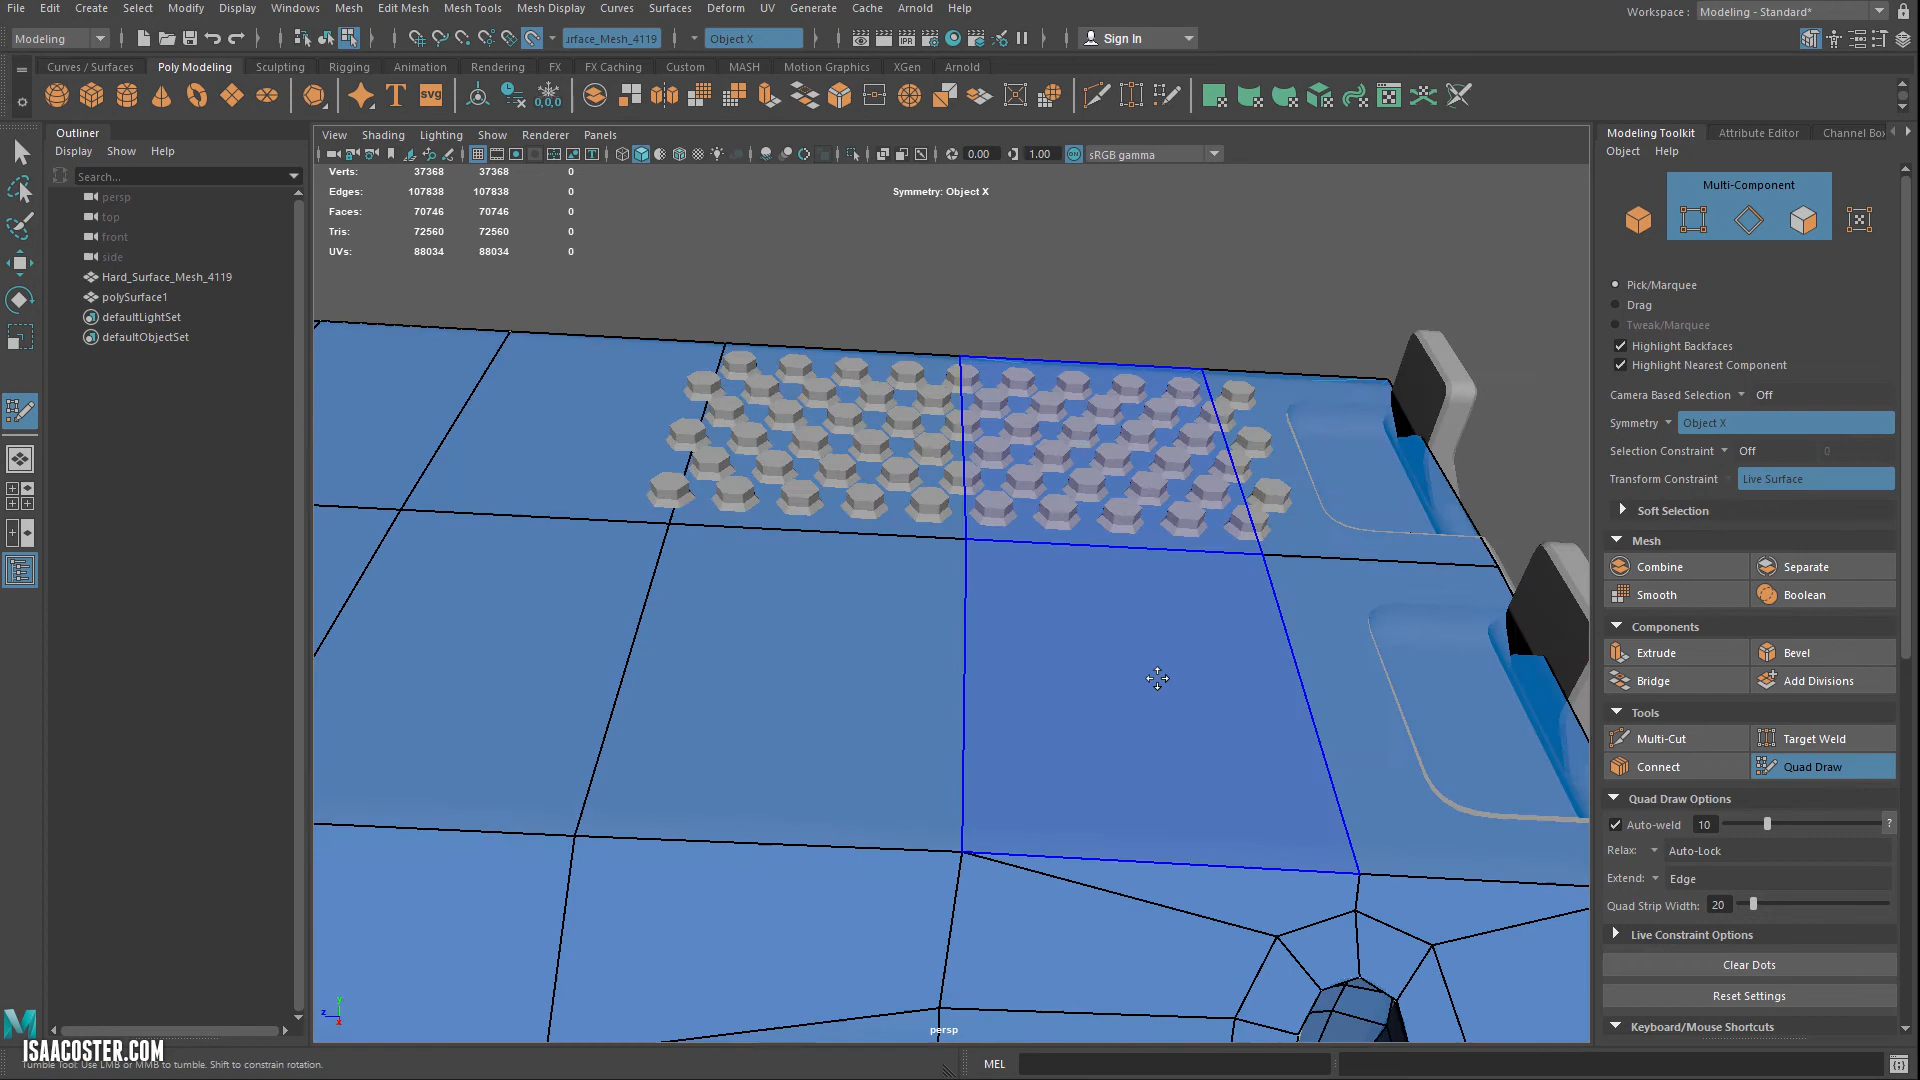 File Edit Create Select Modify Display Windows Mesh Edit Mesh Mesh Tools Mesh Display Curves Surfaces Deform UV Generate Cache Arnold Help
Workspace : Modeling - Standard*
Modeling
urface_Mesh_4119
Object X
Sign In
Curves / Surfaces Poly Modeling Sculpting Rigging Animation Rendering FX FX Caching Custom MASH Motion Graphics XGen Arnold
T SVG 0,0,0
Outliner
Display Show Help
Search...
persp
top
front
side
Hard_Surface_Mesh_4119
polySurface1
defaultLightSet
defaultObjectSet
View Shading Lighting Show Renderer Panels
0.00 1.00 sRGB gamma
Verts: 37368 37368 0
Edges: 107838 107838 0
Faces: 70746 70746 0
Tris: 72560 72560 0
UVs: 88034 88034 0
Symmetry: Object X
persp
Modeling Toolkit Attribute Editor Channel Box
Object Help
Multi-Component
Pick/Marquee
Drag
Tweak/Marquee
Highlight Backfaces
Highlight Nearest Component
Camera Based Selection Off
Symmetry Object X
Selection Constraint Off 0
Transform Constraint Live Surface
Soft Selection
Mesh
Combine Separate
Smooth Boolean
Components
Extrude Bevel
Bridge Add Divisions
Tools
Multi-Cut Target Weld
Connect Quad Draw
Quad Draw Options
Auto-weld 10 ?
Relax: Auto-Lock
Extend: Edge
Quad Strip Width: 20
Live Constraint Options
Clear Dots
Reset Settings
Keyboard/Mouse Shortcuts
ISAACOSTER.COM
Tumble Tool: Use LMB or MMB to tumble. Shift to constrain rotation.
MEL